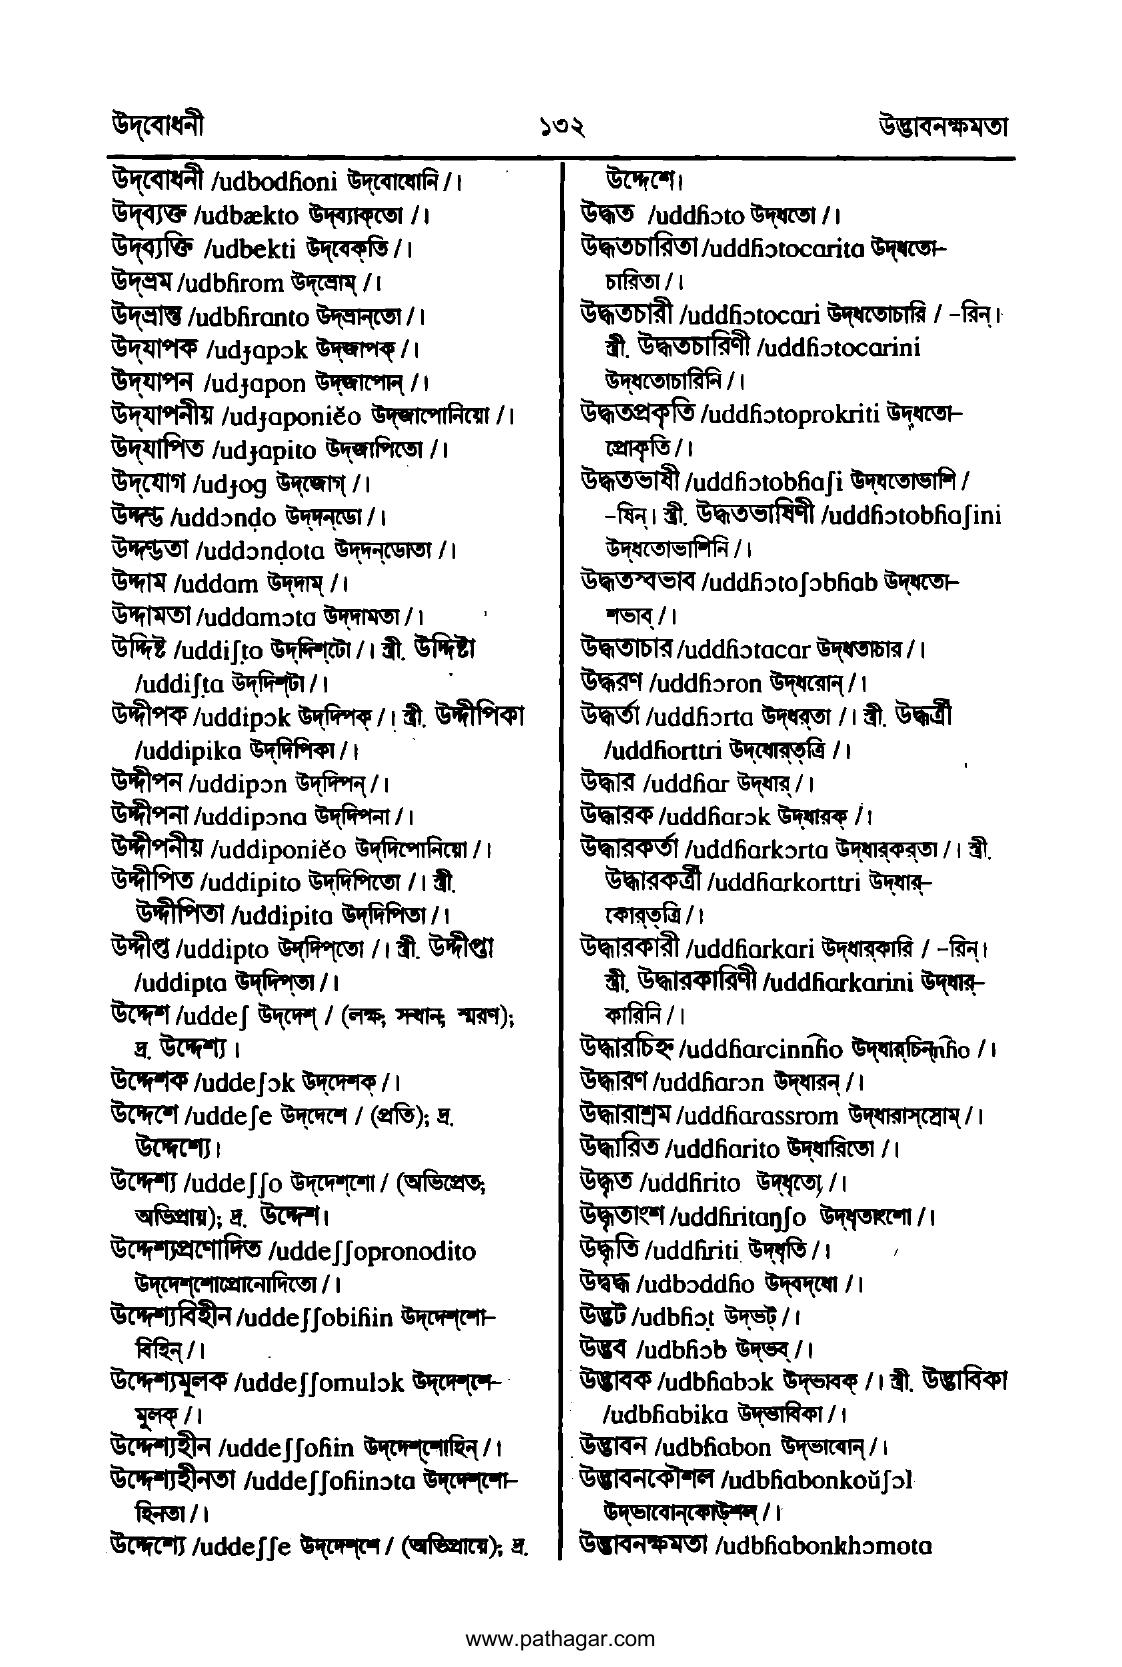 উদ্‌বোধনী
১৩২
উদ্ভাবনক্ষমতা
উদ্‌বোধনী /udbodɦoni উদ্‌বোধোনি /।
উদ্‌ব্যক্ত /udbækto উদ্‌ব্যাক্‌তো /।
উদ্‌ব্যক্তি /udbekti উদ্‌বেক্‌তি /।
উদ্‌ভ্রম /udbɦrom উদ্‌ভ্রোম্ /।
উদ্‌ভ্রান্ত /udbɦranto উদ্‌ভ্রান্‌তো /।
উদ্‌যাপক /udɟapɔk উদ্‌জাপক্ /।
উদ্‌যাপন /udɟapon উদ্‌জাপোন্ /।
উদ্‌যাপনীয় /udɟaponiĕo উদ্‌জাপোনিয়ো /।
উদ্‌যাপিত /udɟapito উদ্‌জাপিতো /।
উদ্‌যোগ /udɟog উদ্‌জোগ্ /।
উদ্দণ্ড /uddɔnḍo উদ্‌দন্‌ডো /।
উদ্দণ্ডতা /uddɔnḍota উদ্‌দন্‌ডোতা /।
উদ্দাম /uddam উদ্‌দাম্ /।
উদ্দামতা /uddamɔta উদ্‌দামতা /।
উদ্দিষ্ট /uddiʃṭo উদ্‌দিশ্‌টো /। স্ত্রী. উদ্দিষ্টা
/uddiʃṭa উদ্‌দিশ্‌টা /।
উদ্দীপক /uddipɔk উদ্‌দিপক্ /। স্ত্রী. উদ্দীপিকা
/uddipika উদ্‌দিপিকা /।
উদ্দীপন /uddipɔn উদ্‌দিপন্ /।
উদ্দীপনা /uddipɔna উদ্‌দিপনা /।
উদ্দীপনীয় /uddiponiĕo উদ্‌দিপোনিয়ো /।
উদ্দীপিত /uddipito উদ্‌দিপিতো /। স্ত্রী.
উদ্দীপিতা /uddipita উদ্‌দিপিতা /।
উদ্দীপ্ত /uddipto উদ্‌দিপ্‌তো /। স্ত্রী. উদ্দীপ্তা
/uddipta উদ্‌দিপ্‌তা /।
উদ্দেশ /uddeʃ উদ্‌দেশ্ / (লক্ষ, সন্ধান, স্মরণ);
দ্র. উদ্দেশ্য ।
উদ্দেশক /uddeʃɔk উদ্‌দেশক্ /।
উদ্দেশে /uddeʃe উদ্‌দেশে / (প্রতি); দ্র.
উদ্দেশ্যে।
উদ্দেশ্য /uddeʃʃo উদ্‌দেশ্‌শো / (অভিপ্রেত;
অভিপ্রায়); দ্র. উদ্দেশ।
উদ্দেশ্যপ্রণোদিত /uddeʃʃopronodito
উদ্‌দেশ্‌শোপ্রোনোদিতো /।
উদ্দেশ্যবিহীন /uddeʃʃobiɦin উদ্‌দেশ্‌শো–
বিহিন্ /।
উদ্দেশ্যমূলক /uddeʃʃomulɔk উদ্‌দেশ্‌শে–
মূলক্ /।
উদ্দেশ্যহীন /uddeʃʃoɦin উদ্‌দেশ্‌শোহিন্ /।
উদ্দেশ্যহীনতা /uddeʃʃoɦinɔta উদ্‌দেশ্‌শো–
হিনতা /।
উদ্দেশ্যে /uddeʃʃe উদ্‌দেশ্‌শে / (অভিপ্রায়ে); দ্র.
উদ্দেশে।
উদ্ধত /uddɦɔto উদ্‌ধতো /।
উদ্ধতচারিতা /uddɦɔtocarita উদ্‌ধতো–
চারিতা /।
উদ্ধতচারী /uddɦɔtocari উদ্‌ধতোচারি / –রিন্।
স্ত্রী. উদ্ধতচারিণী /uddɦɔtocarini
উদ্‌ধতোচারিনি /।
উদ্ধতপ্রকৃতি /uddɦɔtoprokriti উদ্‌ধতো–
প্রোকৃতি /।
উদ্ধতভাষী /uddɦɔtobɦaʃi উদ্‌ধতোভাশি /
–ষিন্। স্ত্রী. উদ্ধতভাষিণী /uddɦɔtobɦaʃini
উদ্‌ধতোভাশিনি /।
উদ্ধতস্বভাব /uddɦɔtoʃɔbɦab উদ্‌ধতো–
শভাব্ /।
উদ্ধতাচার /uddɦɔtacar উদ্‌ধতাচার /।
উদ্ধরণ /uddɦɔron উদ্‌ধরোন্ /।
উদ্ধর্তা /uddɦɔrta উদ্‌ধর্‌তা /। স্ত্রী. উদ্ধর্ত্রী
/uddɦorttri উদ্‌ধোর্‌ত্‌ত্রি /।
উদ্ধার /uddɦar উদ্‌ধার্ /।
উদ্ধারক /uddɦarɔk উদ্‌ধারক্ /।
উদ্ধারকর্তা /uddɦarkɔrta উদ্‌ধার্‌কর্‌তা /। স্ত্রী.
উদ্ধারকর্ত্রী /uddɦarkorttri উদ্‌ধার্–
কোর্‌ত্‌ত্রি /।
উদ্ধারকারী /uddɦarkari উদ্‌ধার্‌কারি / –রিন্।
স্ত্রী. উদ্ধারকারিণী /uddɦarkarini উদ্‌ধার্–
কারিনি /।
উদ্ধারচিহ্ন /uddɦarcinn͡ɦo উদ্‌ধার্‌চিন্‌n͡ɦo /।
উদ্ধারণ /uddɦarɔn উদ্‌ধারন্ /।
উদ্ধারাশ্রম /uddɦarassrom উদ্‌ধারাস্‌স্রোম্ /।
উদ্ধারিত /uddɦarito উদ্‌ধারিতো /।
উদ্ধৃত /uddɦrito উদ্‌ধৃতো /।
উদ্ধৃতাংশ /uddɦritaŋʃo উদ্‌ধৃতাংশো /।
উদ্ধৃতি /uddɦriti উদ্‌ধৃতি /।
উদ্বদ্ধ /udbɔddɦo উদ্‌বদ্‌ধো /।
উদ্ভট /udbɦɔṭ উদ্‌ভট্ /।
উদ্ভব /udbɦɔb উদ্‌ভব্ /।
উদ্ভাবক /udbɦabɔk উদ্‌ভাবক্ /। স্ত্রী. উদ্ভাবিকা
/udbɦabika উদ্‌ভাবিকা /।
উদ্ভাবন /udbɦabon উদ্‌ভাবোন্ /।
উদ্ভাবনকৌশল /udbɦabonkoŭʃɔl
উদ্‌ভাবোন্‌কোউ্‌শল্ /।
উদ্ভাবনক্ষমতা /udbɦabonkhɔmota
www.pathagar.com